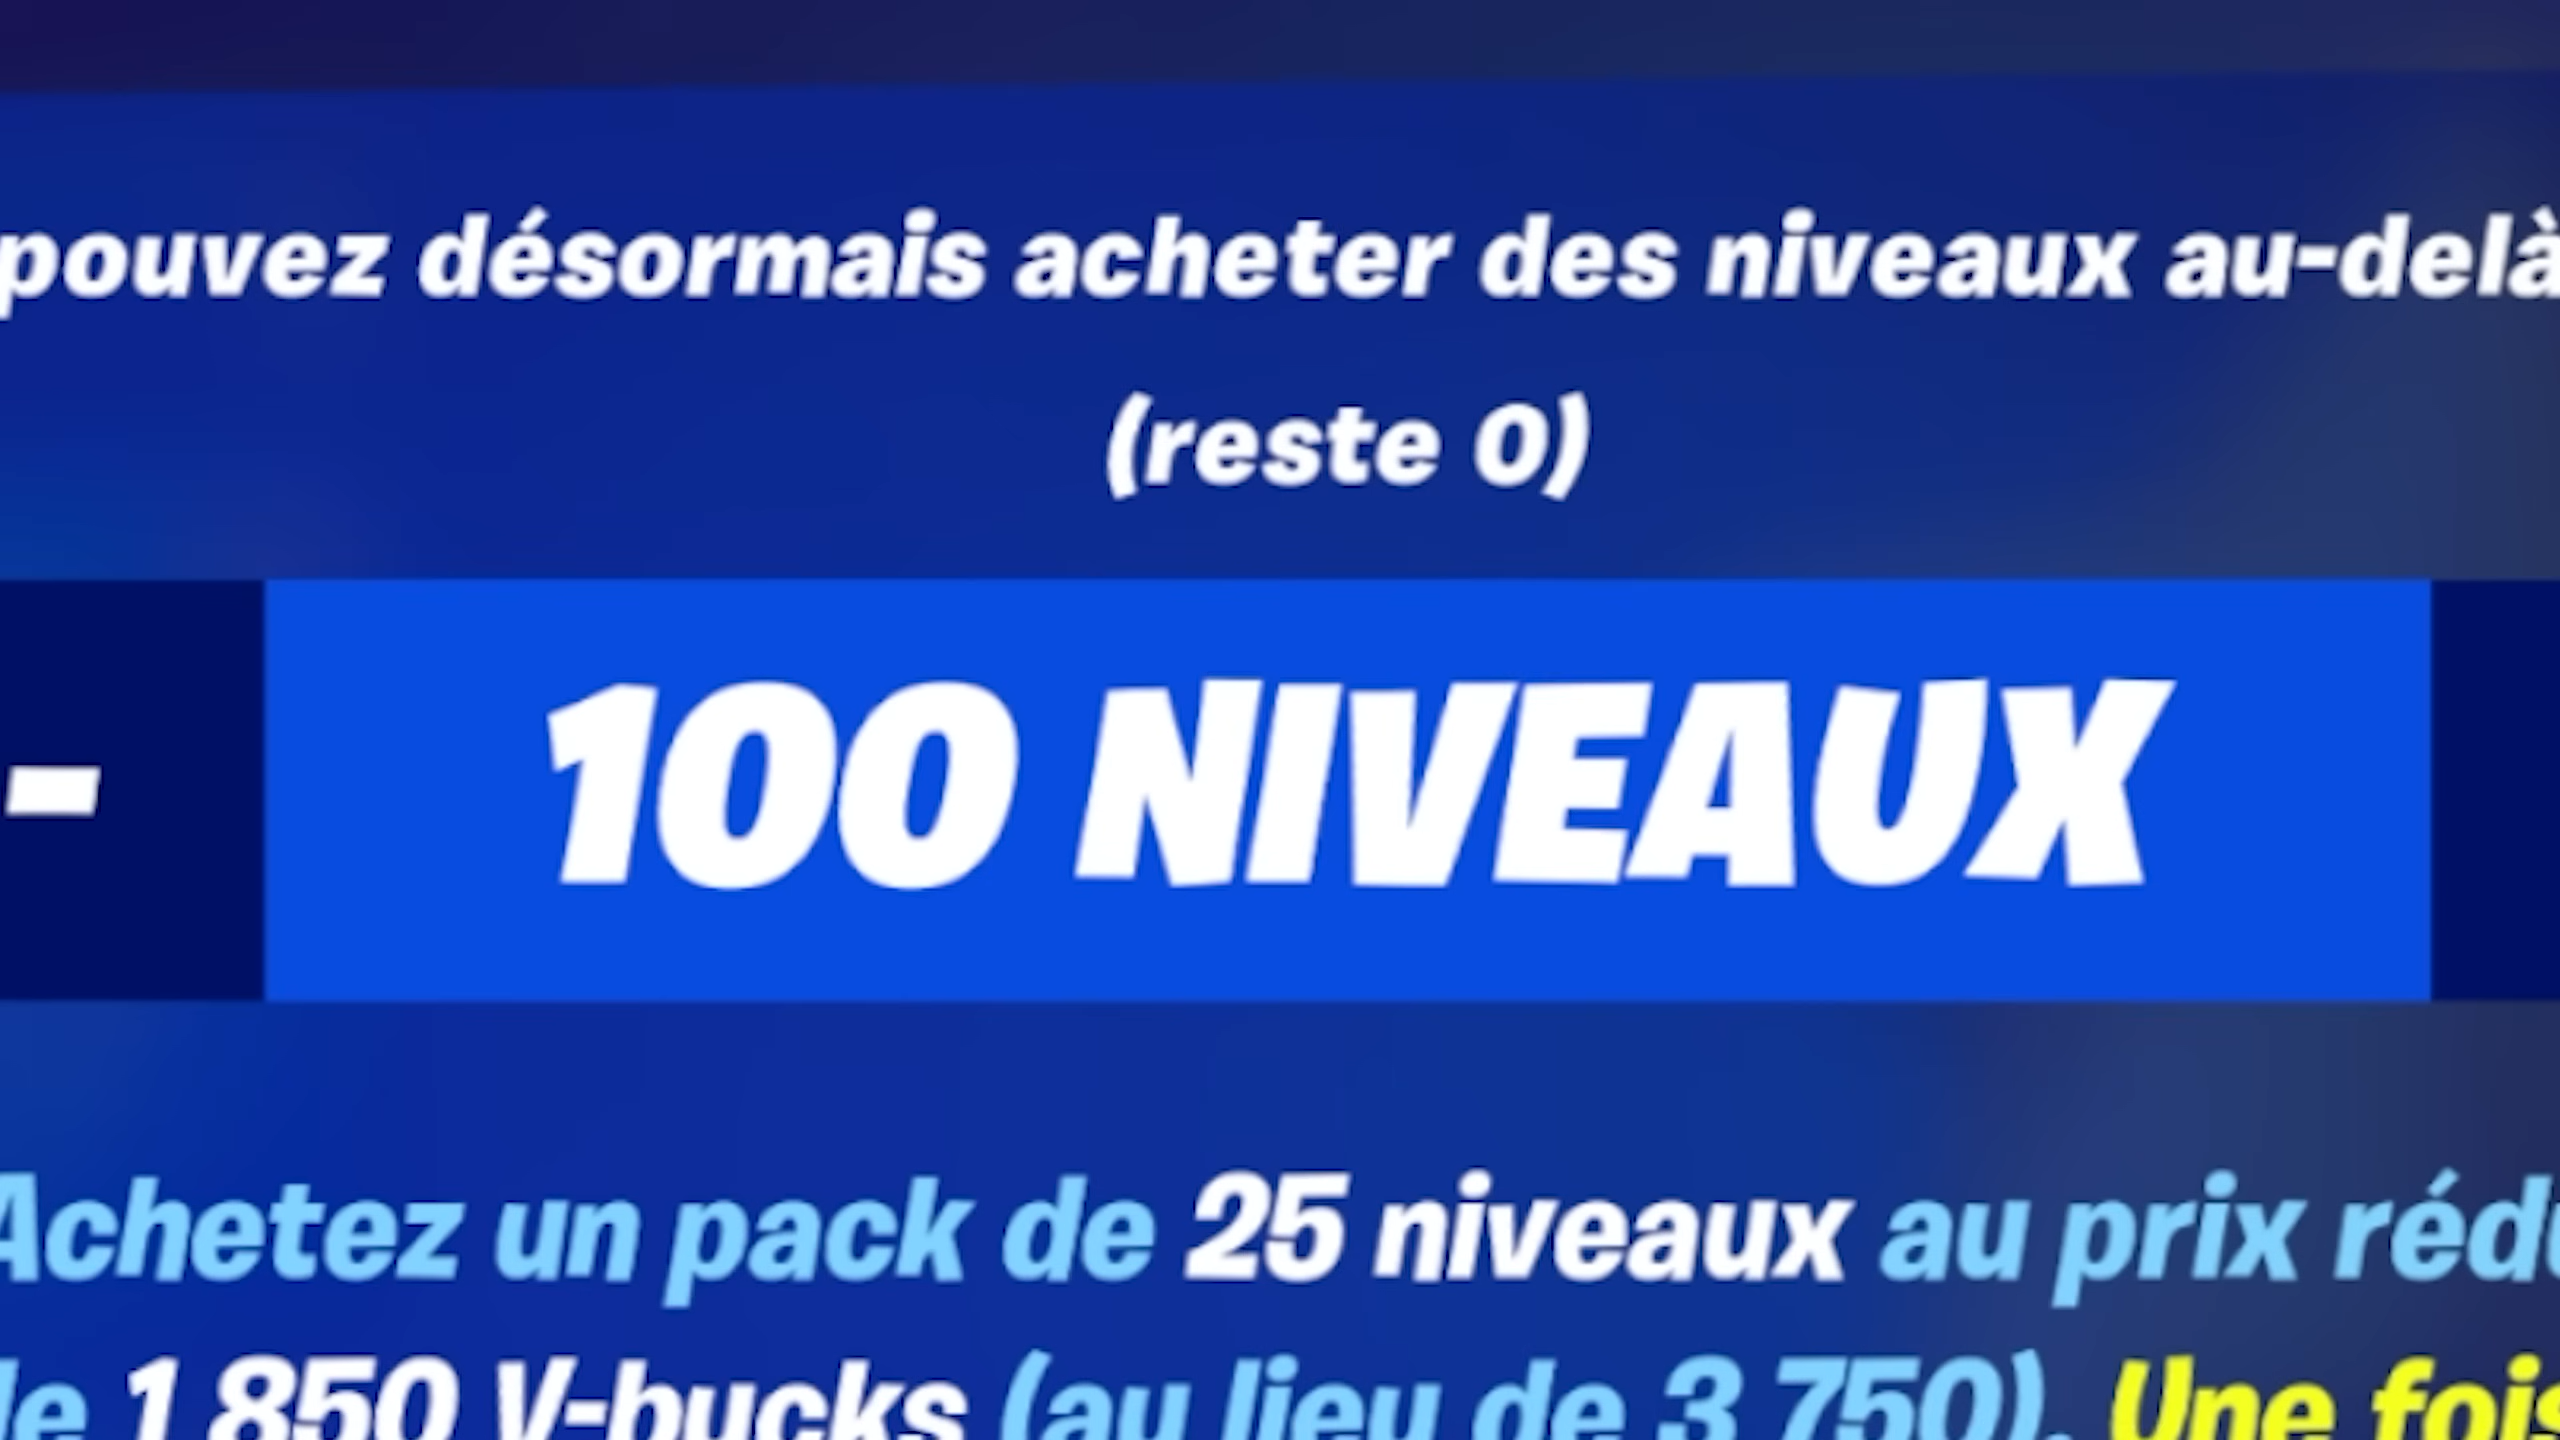 pouvez désormais acheter des niveaux au-delà
(reste 0)
- 100 NIVEAUX
Achetez un pack de 25 niveaux au prix rédu
de 1 850 V-bucks (au lieu de 3 750). Une fois